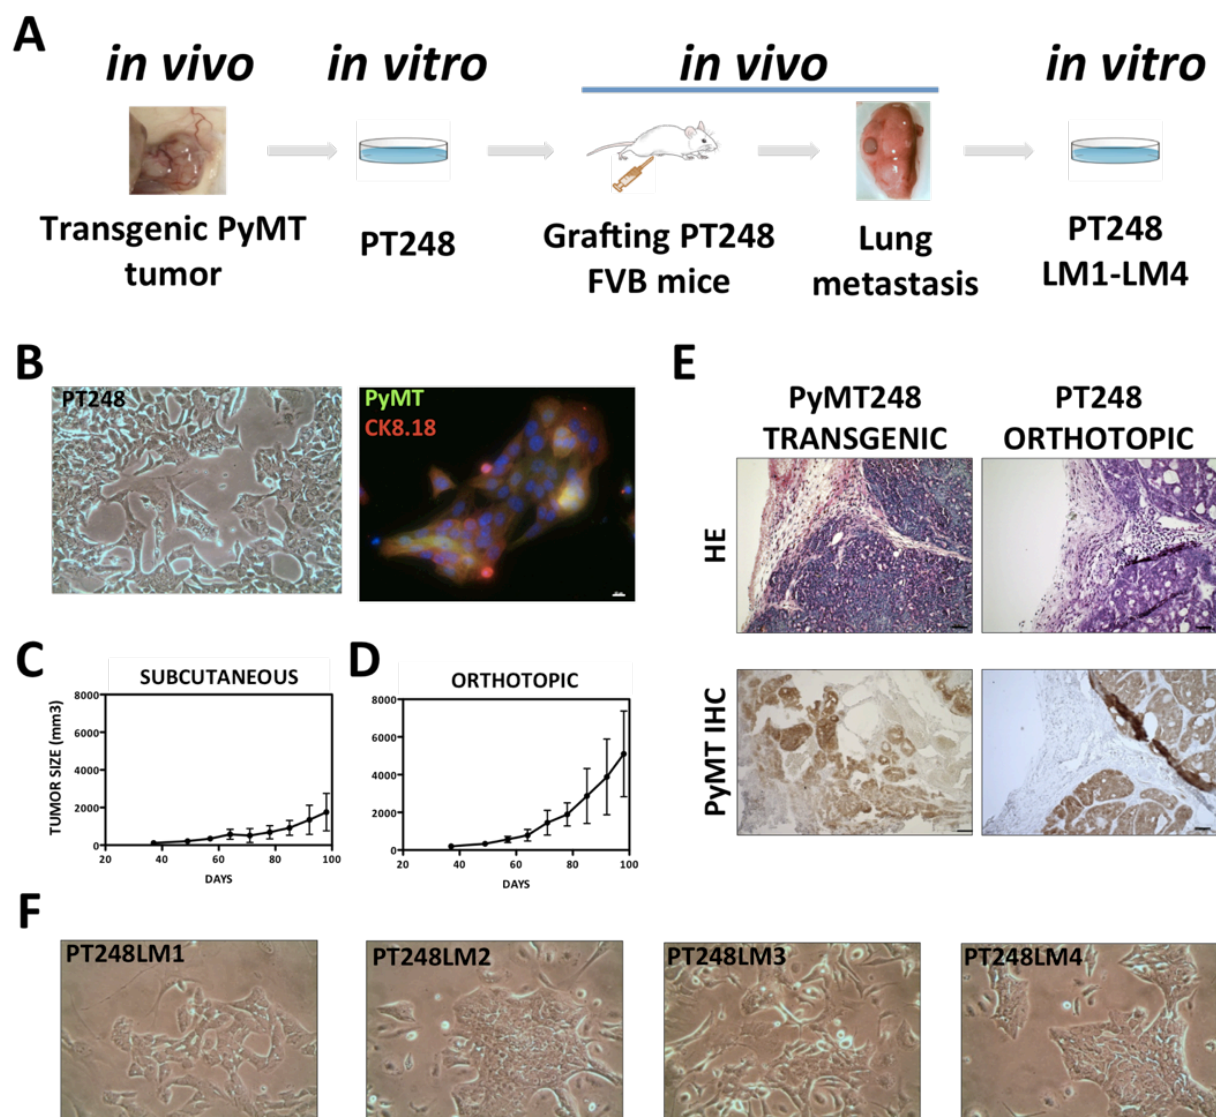 A
in vivo
in vitro
in vivo
in vitro
Transgenic PyMT
tumor
PT248
Grafting PT248
FVB mice
Lung
metastasis
PT248
LM1-LM4
B
PT248
PyMT
CK8.18
C
SUBCUTANEOUS
TUMOR SIZE (mm3)
8000
6000
4000
2000
0
20
40
60
80
100
DAYS
D
ORTHOTOPIC
8000
6000
4000
2000
0
20
40
60
80
100
DAYS
E
PyMT248
TRANSGENIC
PT248
ORTHOTOPIC
HE
PyMT IHC
F
PT248LM1
PT248LM2
PT248LM3
PT248LM4